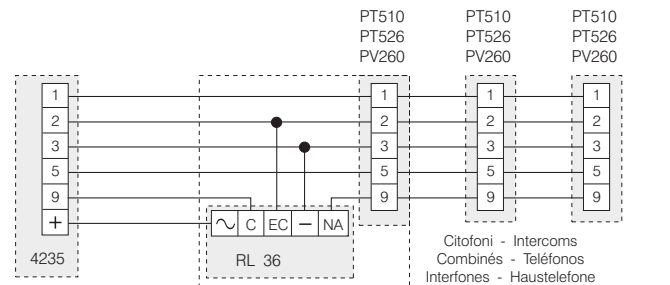 PT510 PT510 PT510
PT526 PT526 PT526
PV260 PV260 PV260
1 1 1 1
2 2 2 2
3 3 3 3
5 5 5 5
9 9 9 9
+ ~ C EC – NA
4235 RL 36
Citofoni - Intercoms
Combinés - Teléfonos
Interfones - Haustelefone